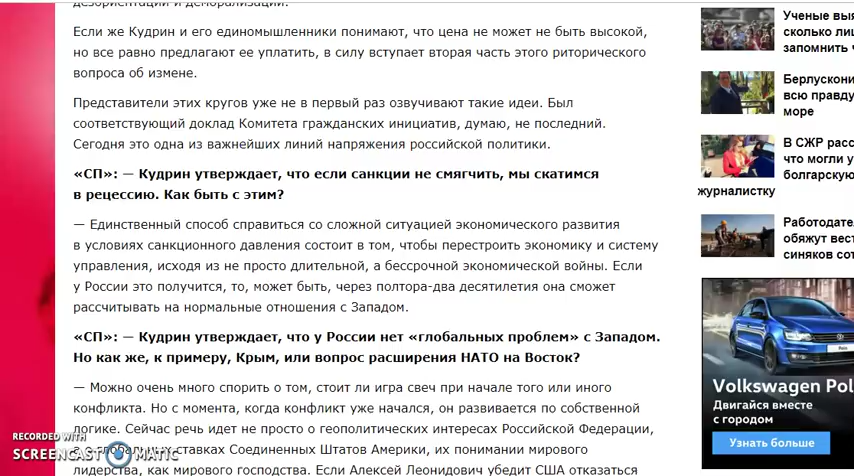 дезориентации и деморализации.
Если же Кудрин и его единомышленники понимают, что цена не может не быть высокой,
но все равно предлагают ее уплатить, в силу вступает вторая часть этого риторического
вопроса об измене.
Представители этих кругов уже не в первый раз озвучивают такие идеи. Был
соответствующий доклад Комитета гражданских инициатив, думаю, не последний.
Сегодня это одна из важнейших линий напряжения российской политики.
«СП»: — Кудрин утверждает, что если санкции не смягчить, мы скатимся
в рецессию. Как быть с этим?
— Единственный способ справиться со сложной ситуацией экономического развития
в условиях санкционного давления состоит в том, чтобы перестроить экономику и систему
управления, исходя из не просто длительной, а бессрочной экономической войны. Если
у России это получится, то, может быть, через полтора-два десятилетия она сможет
рассчитывать на нормальные отношения с Западом.
«СП»: — Кудрин утверждает, что у России нет «глобальных проблем» с Западом.
Но как же, к примеру, Крым, или вопрос расширения НАТО на Восток?
— Можно очень много спорить о том, стоит ли игра свеч при начале того или иного
конфликта. Но с момента, когда конфликт уже начался, он развивается по собственной
логике. Сейчас речь идет не просто о геополитических интересах Российской Федерации,
а о глобальных ставках Соединенных Штатов Америки, их понимании мирового
лидерства, как мирового господства. Если Алексей Леонидович убедит США отказаться
Ученые
сколько
запомнить
Берлускони
всю правду
море
В СЖР
что могли
болгарскую
журналистку
обяжут
синяков
Volkswagen
Двигайся вместе
с городом
Узнать больше
RECORDED WITH
SCREENCAST MATIC